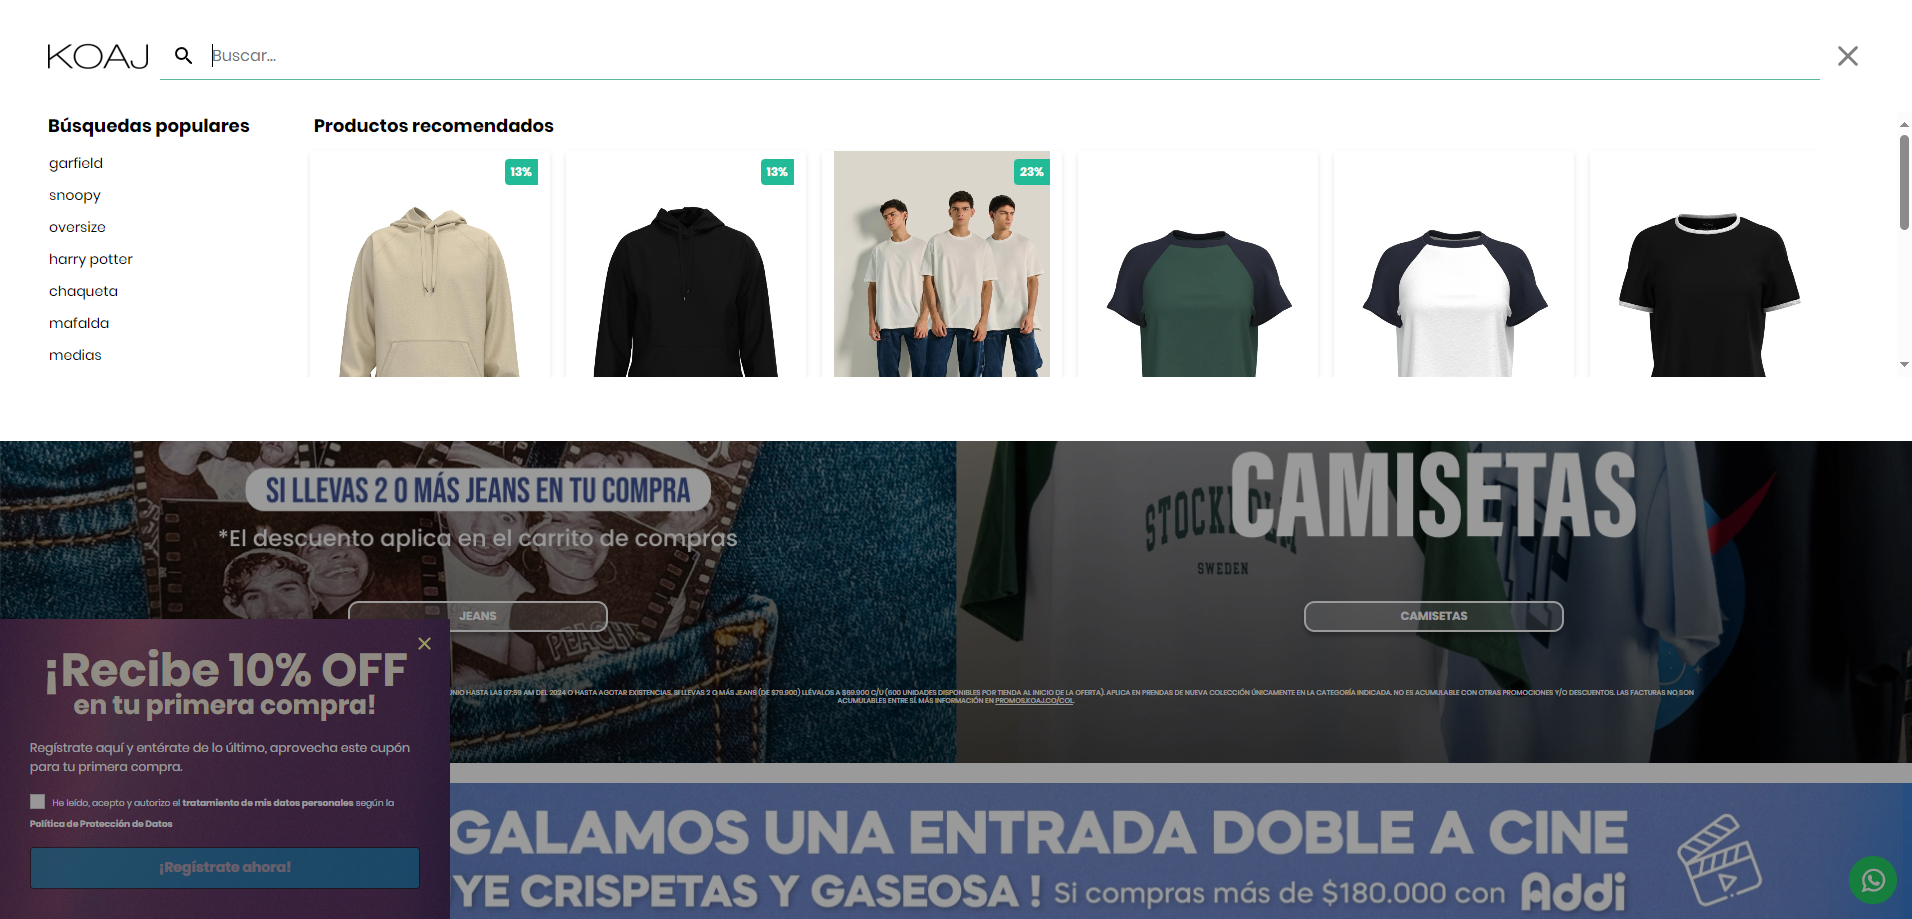 KOAJ
Buscar...
Búsquedas populares
garfield
snoopy
oversize
harry potter
chaqueta
mafalda
medias
Productos recomendados
13%
13%
23%
SI LLEVAS 2 O MÁS JEANS EN TU COMPRA
*El descuento aplica en el carrito de compras
JEANS
PEACHY
CAMISETAS
SWEDEN
CAMISETAS
UNIO HASTA LAS 07:59 AM DEL 2024 O HASTA AGOTAR EXISTENCIAS. SI LLEVAS 2 O MÁS JEANS (DE $79.900) LLÉVALOS A $69.900 C/U (600 UNIDADES DISPONIBLES POR TIENDA AL INICIO DE LA OFERTA). APLICA EN PRENDAS DE NUEVA COLECCIÓN ÚNICAMENTE EN LA CATEGORÍA INDICADA. NO ES ACUMULABLE CON OTRAS PROMOCIONES Y/O DESCUENTOS. LAS FACTURAS NO SON
ACUMULABLES ENTRE SÍ. MÁS INFORMACIÓN EN PROMOS.KOAJ.CO/COL.
¡Recibe 10% OFF
en tu primera compra!
Regístrate aquí y entérate de lo último, aprovecha este cupón
para tu primera compra.
He leído, acepto y autorizo el tratamiento de mis datos personales según la
Política de Protección de Datos
¡Regístrate ahora!
GALAMOS UNA ENTRADA DOBLE A CINE
YE CRISPETAS Y GASEOSA ! Si compras más de $180.000 con Addi